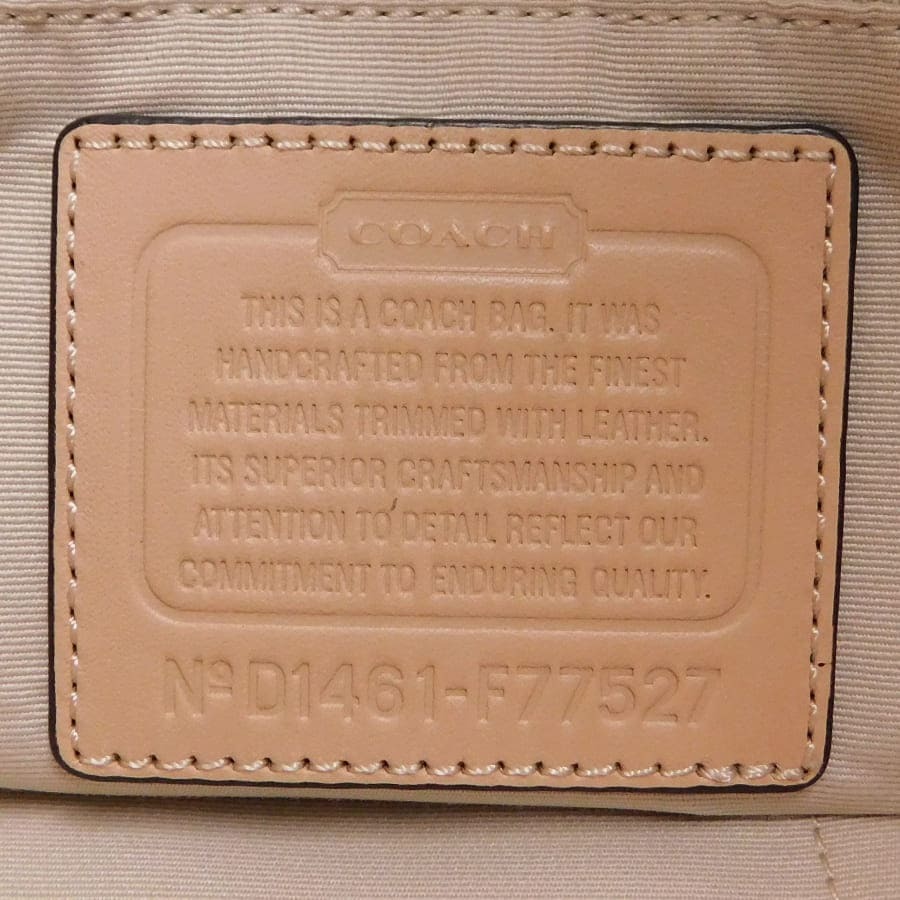 COACH
THIS IS A COACH BAG. IT WAS
HANDCRAFTED FROM THE FINEST
MATERIALS TRIMMED WITH LEATHER.
ITS SUPERIOR CRAFTSMANSHIP AND
ATTENTION TO DETAIL REFLECT OUR
COMMITMENT TO ENDURING QUALITY.
Nº D1461-F77527